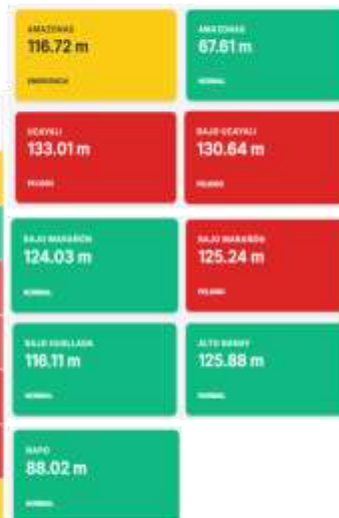 AMAZONAS
116.72 m
EMERGENCIA
AMAZONAS
67.61 m
NORMAL
UCAYALI
133.01 m
PELIGRO
BAJO UCAYALI
130.64 m
PELIGRO
BAJO MARAÑÓN
124.03 m
NORMAL
BAJO MARAÑÓN
125.24 m
PELIGRO
BAJO HUALLAGA
116.11 m
NORMAL
ALTO NANAY
125.88 m
NORMAL
NAPO
88.02 m
NORMAL